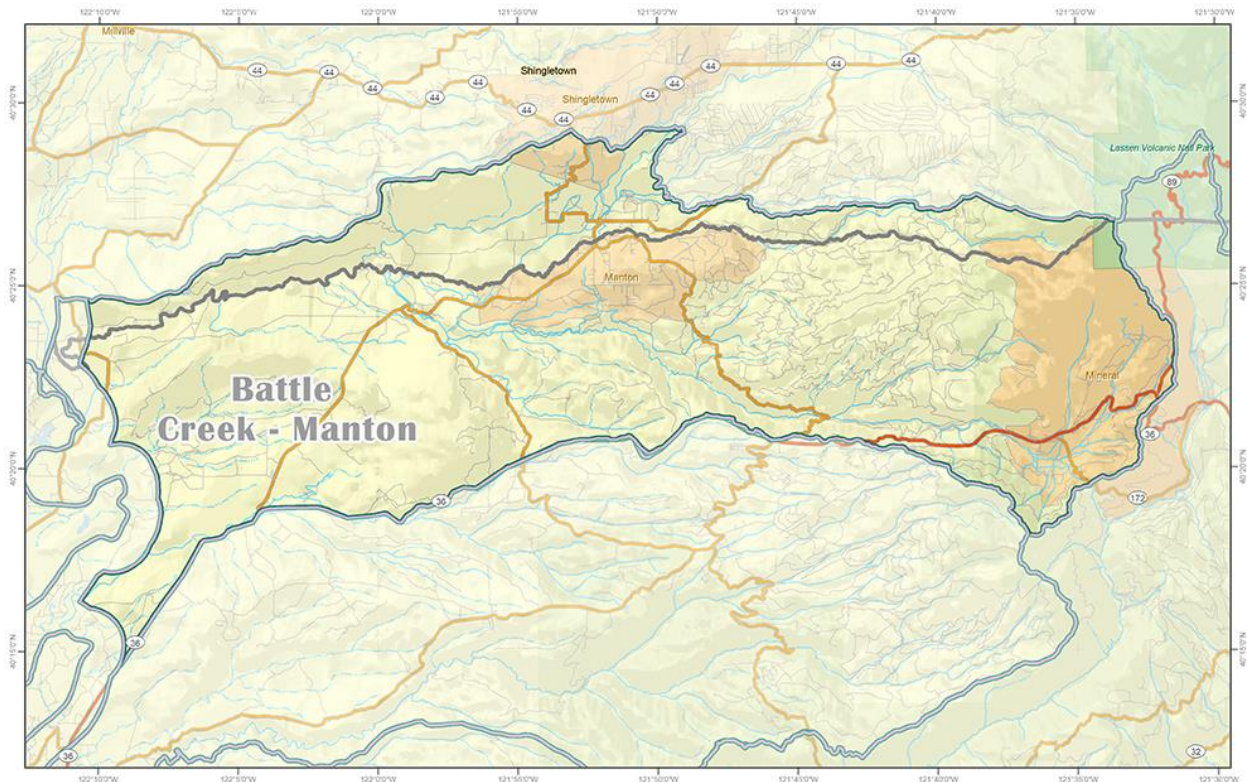 122°10'0"W
122°5'0"W
122°0'0"W
121°55'0"W
121°50'0"W
121°45'0"W
121°40'0"W
121°35'0"W
121°30'0"W
Millville
44
44
44
44
44
Shingletown
44
44
44
44
44
44
Shingletown
40°30'0"N
40°30'0"N
Lassen Volcanic Natl Park
89
40°25'0"N
Manton
40°25'0"N
Mineral
Battle
Creek - Manton
36
40°20'0"N
40°20'0"N
36
172
36
40°15'0"N
40°15'0"N
36
32
122°10'0"W
122°5'0"W
122°0'0"W
121°55'0"W
121°50'0"W
121°45'0"W
121°40'0"W
121°35'0"W
121°30'0"W